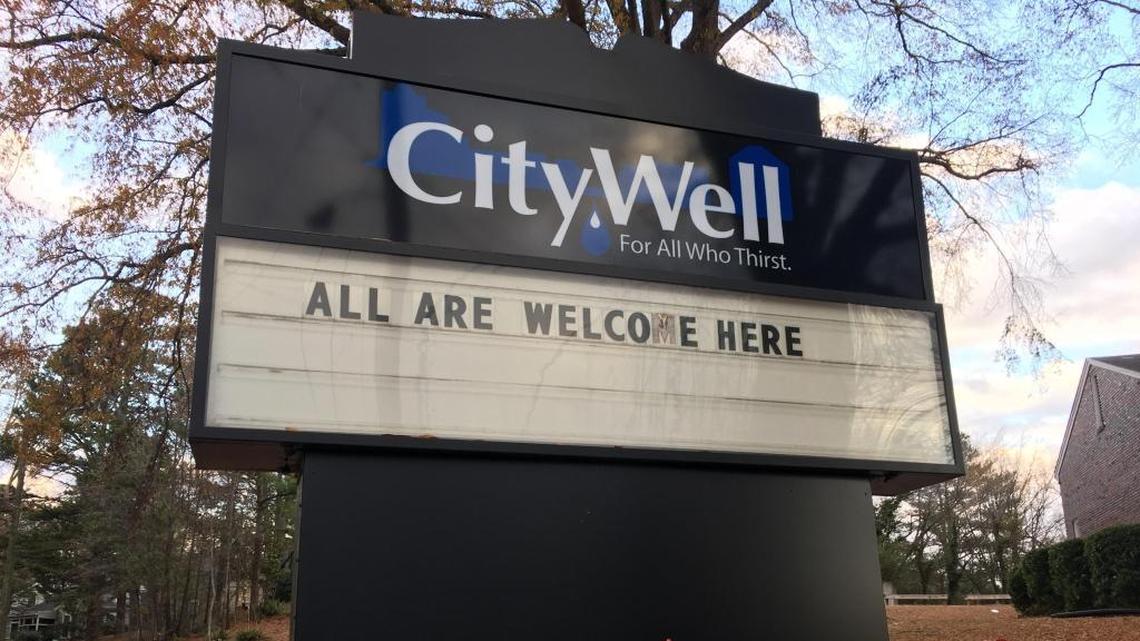 CityWell
For All Who Thirst.
ALL ARE WELCOME HERE